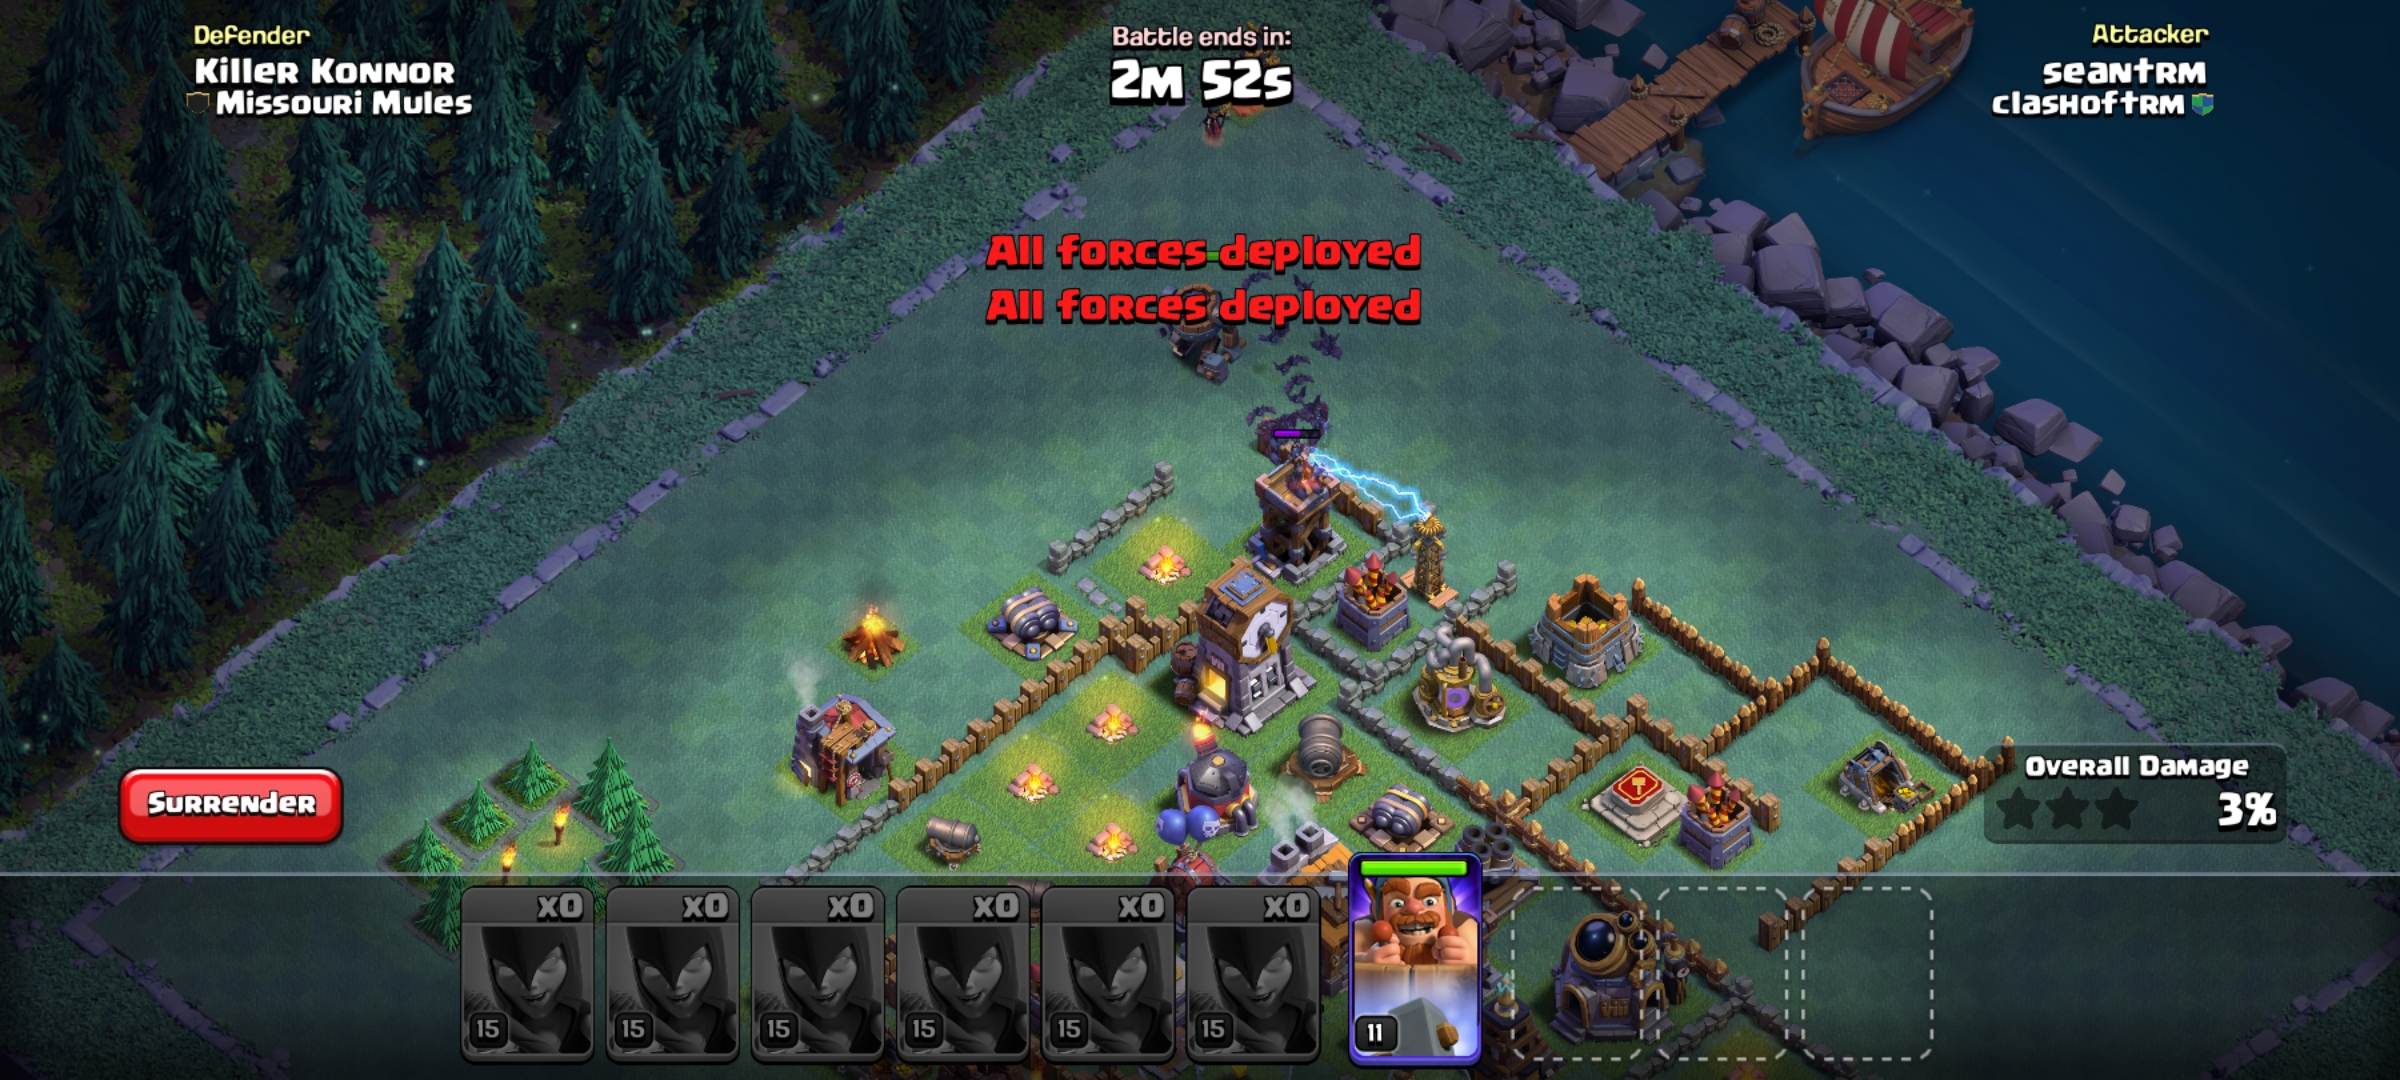 Defender
Killer Konnor
Missouri Mules
Battle ends in:
2m 52s
Attacker
seantrm
clashoftrm
All forces deployed
All forces deployed
Surrender
Overall Damage
3%
x0
x0
x0
x0
x0
x0
15
15
15
15
15
15
11
VIII